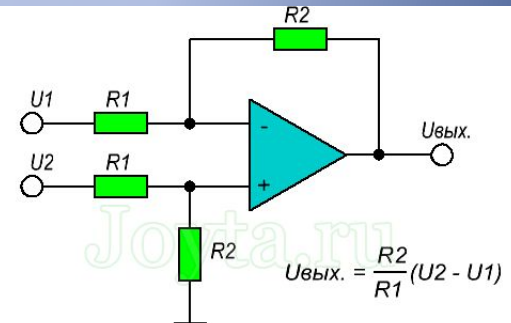 R2
U1
R1
-
Uвых.
U2
R1
+
R2
Joyta.ru
Uвых. = R2/R1 (U2 - U1)